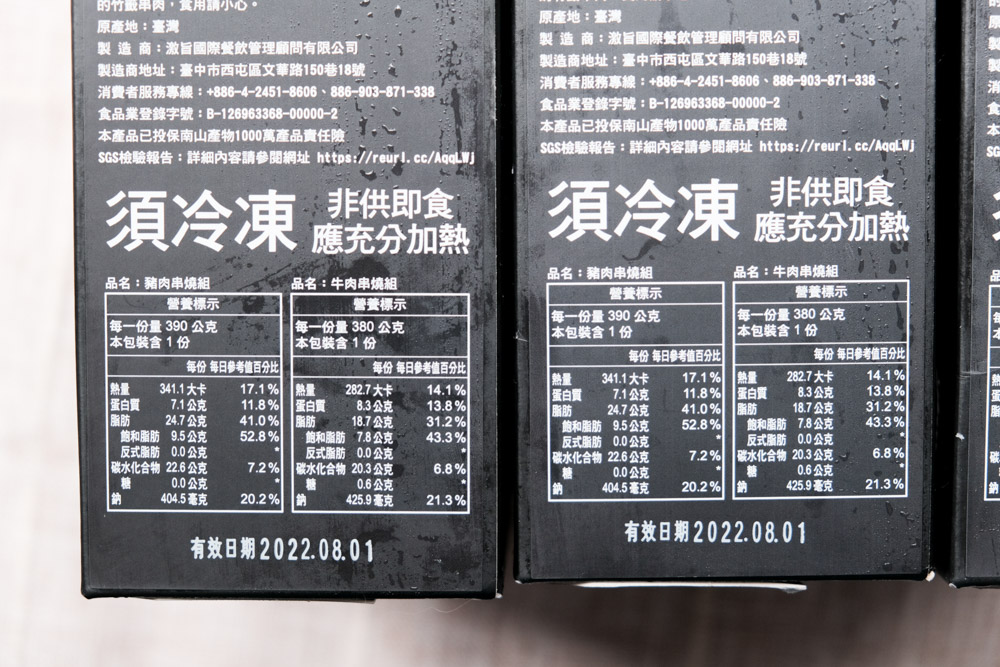 的竹籤串肉，食用請小心。
原產地：臺灣
製 造 商：激旨國際餐飲管理顧問有限公司
製造商地址：臺中市西屯區文華路150巷18號
消費者服務專線：+886-4-2451-8606、886-903-871-338
食品業登錄字號：B-126963368-00000-2
本產品已投保南山產物1000萬產品責任險
SGS檢驗報告：詳細內容請參閱網址 https://reurl.cc/AqqLWj
須冷凍
非供即食
應充分加熱
品名：豬肉串燒組
營養標示
每一份量 390 公克
本包裝含 1 份
每份 每日參考值百分比
熱量 341.1 大卡 17.1%
蛋白質 7.1 公克 11.8%
脂肪 24.7 公克 41.0%
飽和脂肪 9.5 公克 52.8%
反式脂肪 0.0 公克 *
碳水化合物 22.6 公克 7.2%
糖 0.0 公克 *
鈉 404.5 毫克 20.2%
品名：牛肉串燒組
營養標示
每一份量 380 公克
本包裝含 1 份
每份 每日參考值百分比
熱量 282.7 大卡 14.1%
蛋白質 8.3 公克 13.8%
脂肪 18.7 公克 31.2%
飽和脂肪 7.8 公克 43.3%
反式脂肪 0.0 公克 *
碳水化合物 20.3 公克 6.8%
糖 0.6 公克 *
鈉 425.9 毫克 21.3%
有效日期2022.08.01
原產地：臺灣
製 造 商：激旨國際餐飲管理顧問有限公司
製造商地址：臺中市西屯區文華路150巷18號
消費者服務專線：+886-4-2451-8606、886-903-871-338
食品業登錄字號：B-126963368-00000-2
本產品已投保南山產物1000萬產品責任險
SGS檢驗報告：詳細內容請參閱網址 https://reurl.cc/AqqLWj
須冷凍
非供即食
應充分加熱
品名：豬肉串燒組
營養標示
每一份量 390 公克
本包裝含 1 份
每份 每日參考值百分比
熱量 341.1 大卡 17.1%
蛋白質 7.1 公克 11.8%
脂肪 24.7 公克 41.0%
飽和脂肪 9.5 公克 52.8%
反式脂肪 0.0 公克 *
碳水化合物 22.6 公克 7.2%
糖 0.0 公克 *
鈉 404.5 毫克 20.2%
品名：牛肉串燒組
營養標示
每一份量 380 公克
本包裝含 1 份
每份 每日參考值百分比
熱量 282.7 大卡 14.1%
蛋白質 8.3 公克 13.8%
脂肪 18.7 公克 31.2%
飽和脂肪 7.8 公克 43.3%
反式脂肪 0.0 公克 *
碳水化合物 20.3 公克 6.8%
糖 0.6 公克 *
鈉 425.9 毫克 21.3%
有效日期2022.08.01